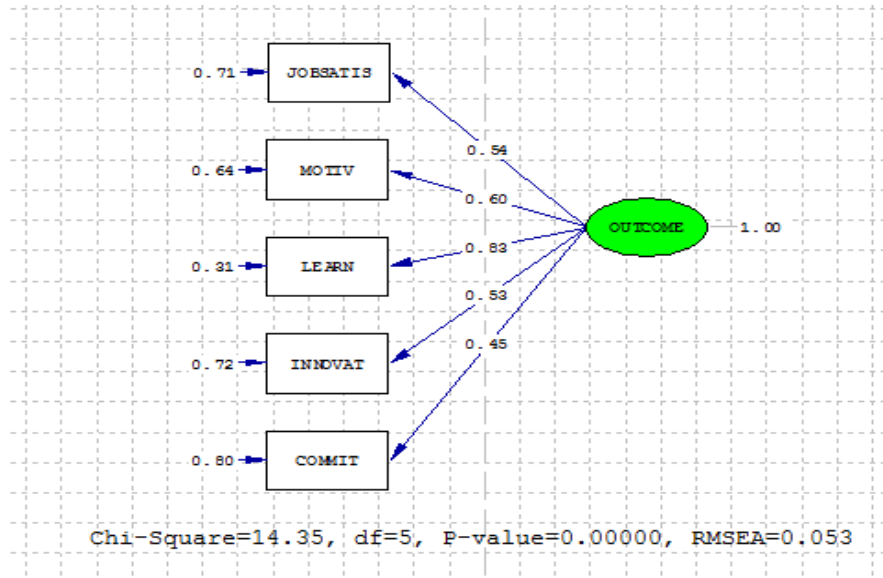 0.71 JOBSATIS
0.54
0.64 MOTIV
0.60
OUTCOME 1.00
0.83
0.31 LEARN
0.53
0.45
0.72 INNOVAT
0.80 COMMIT
Chi-Square=14.35, df=5, P-value=0.00000, RMSEA=0.053